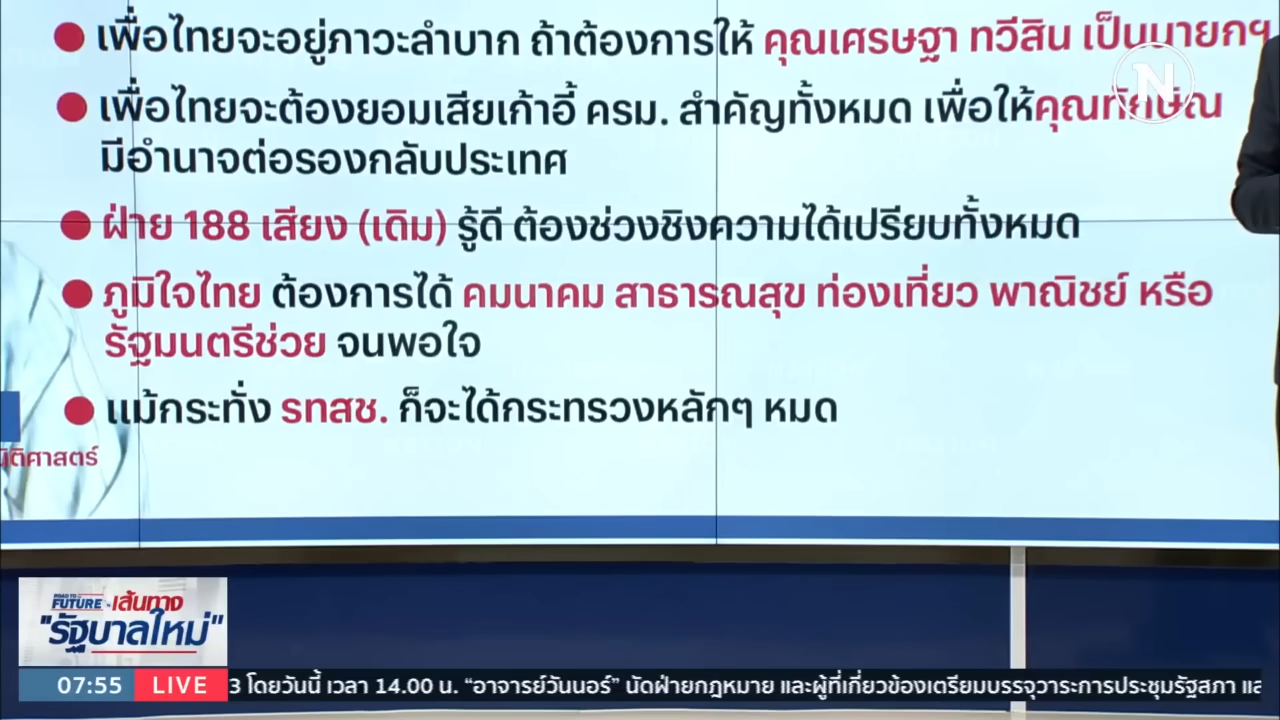 ● เพื่อไทยจะอยู่ภาวะลำบาก ถ้าต้องการให้ คุณเศรษฐา ทวีสิน เป็นนายกฯ
● เพื่อไทยจะต้องยอมเสียเก้าอี้ ครม. สำคัญทั้งหมด เพื่อให้คุณทักษิณ
มีอำนาจต่อรองกลับประเทศ
● ฝ่าย 188 เสียง (เดิม) รู้ดี ต้องช่วงชิงความได้เปรียบทั้งหมด
● ภูมิใจไทย ต้องการได้ คมนาคม สาธารณสุข ท่องเที่ยว พาณิชย์ หรือ
รัฐมนตรีช่วย จนพอใจ
● แม้กระทั่ง รทสช. ก็จะได้กระทรวงหลักๆ หมด
N
ROAD TO FUTURE เส้นทาง
"รัฐบาลใหม่"
07:55 LIVE 3 โดยวันนี้ เวลา 14.00 น. “อาจารย์วันนอร์” นัดฝ่ายกฎหมาย และผู้ที่เกี่ยวข้องเตรียมบรรจุวาระการประชุมรัฐสภา แล